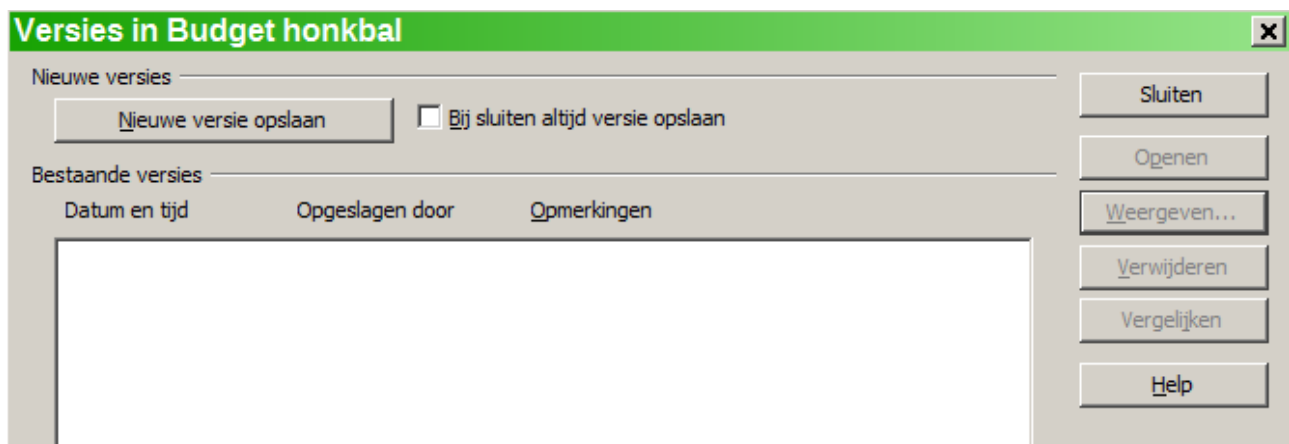 Versies in Budget honkbal
Nieuwe versies
Nieuwe versie opslaan
Bij sluiten altijd versie opslaan
Bestaande versies
Datum en tijd Opgeslagen door Opmerkingen
Sluiten
Openen
Weergeven...
Verwijderen
Vergelijken
Help